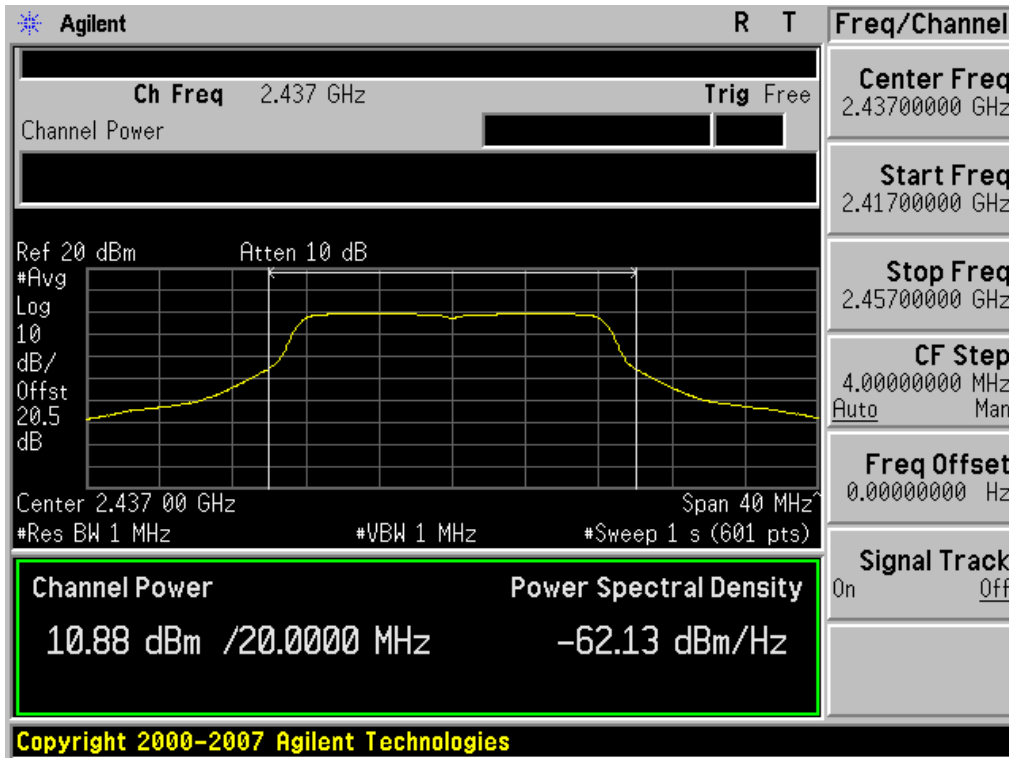 Agilent R T
Ch Freq 2.437 GHz Trig Free
Channel Power
Ref 20 dBm Atten 10 dB
#Avg
Log
10
dB/
Offst
20.5
dB
Center 2.437 00 GHz Span 40 MHz^
#Res BW 1 MHz #VBW 1 MHz #Sweep 1 s (601 pts)
Channel Power Power Spectral Density
10.88 dBm /20.0000 MHz -62.13 dBm/Hz
Copyright 2000-2007 Agilent Technologies
Freq/Channel
Center Freq
2.43700000 GHz
Start Freq
2.41700000 GHz
Stop Freq
2.45700000 GHz
CF Step
4.00000000 MHz
Auto Man
Freq Offset
0.00000000 Hz
Signal Track
On Off